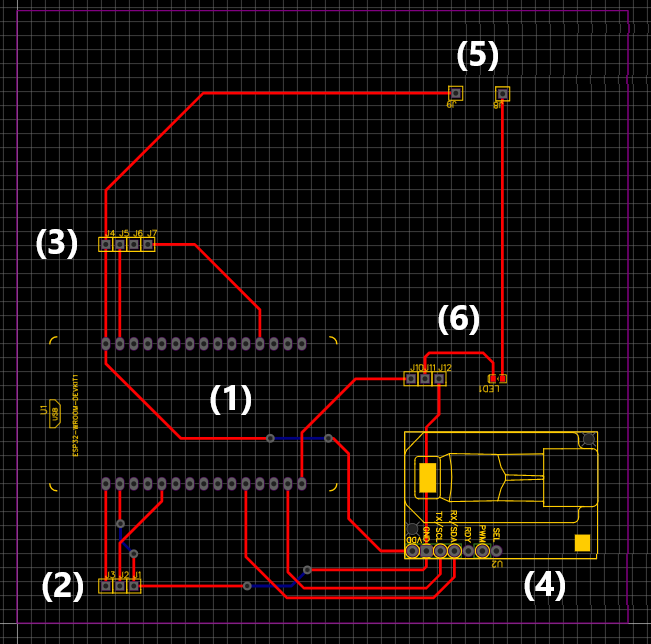 (5)
J9
J8
J4 J5 J6 J7
(3)
(6)
J10 J11 J12
LED1
(1)
U1
USB
ESP32-WROOM-DEVKIT1
VDD
GND
TX/SCL
RX/SDA
RDY
PWM
SEL
U2
(2)
J3 J2 J1
(4)